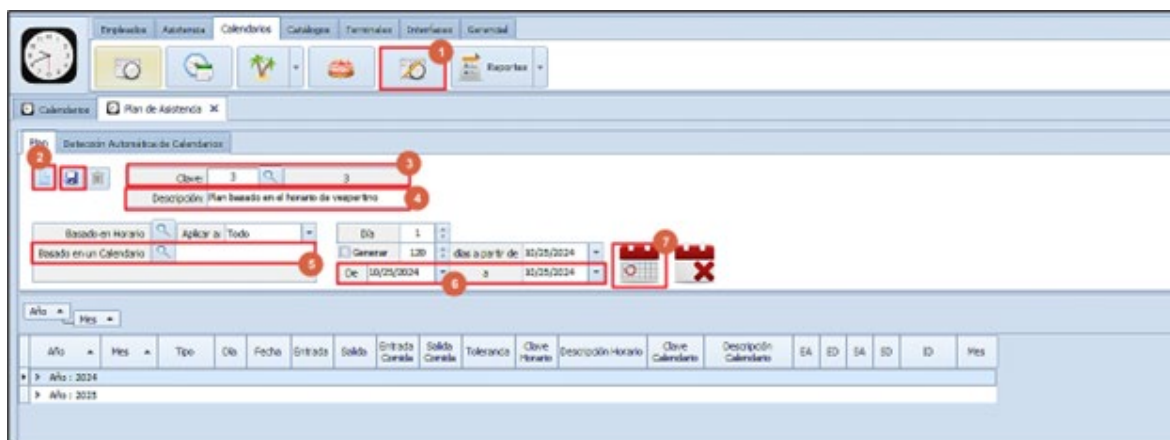 Empleados Asistencia Calendarios Catálogos Terminales Interfases Gerencial
1
Reportes
Calendarios Plan de Asistencia X
Plan Detección Automática de Calendarios
2
3
Clave: 3 3
4
Descripción: Plan basado en el horario de vespertino
Basado en Horario Aplicar a: Todo Día 1
7
Basado en un Calendario Generar 120 días a partir de 10/25/2024
5
De 10/25/2024 a 10/25/2024
6
Año Mes
Año Mes Tipo Día Fecha Entrada Salida Entrada Comida Salida Comida Tolerancia Clave Horario Descripción Horario Clave Calendario Descripción Calendario EA ED SA SD ID Mes
Año : 2024
Año : 2025